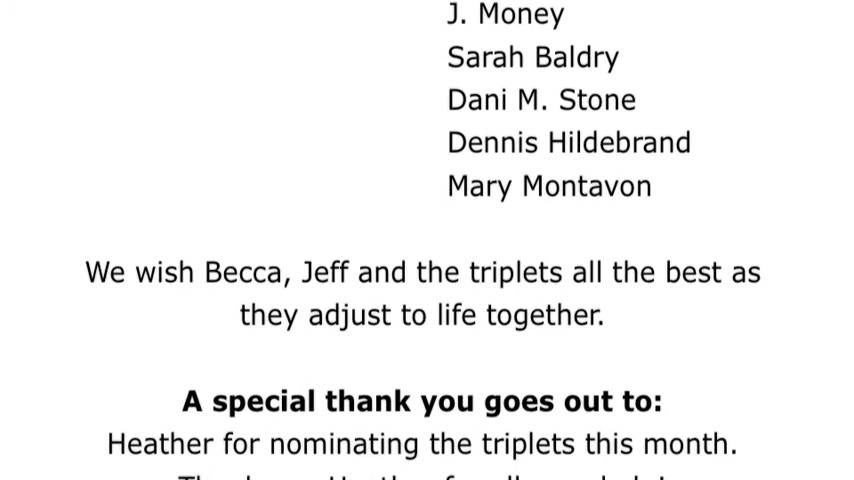 J. Money
Sarah Baldry
Dani M. Stone
Dennis Hildebrand
Mary Montavon
We wish Becca, Jeff and the triplets all the best as
they adjust to life together.
A special thank you goes out to:
Heather for nominating the triplets this month.